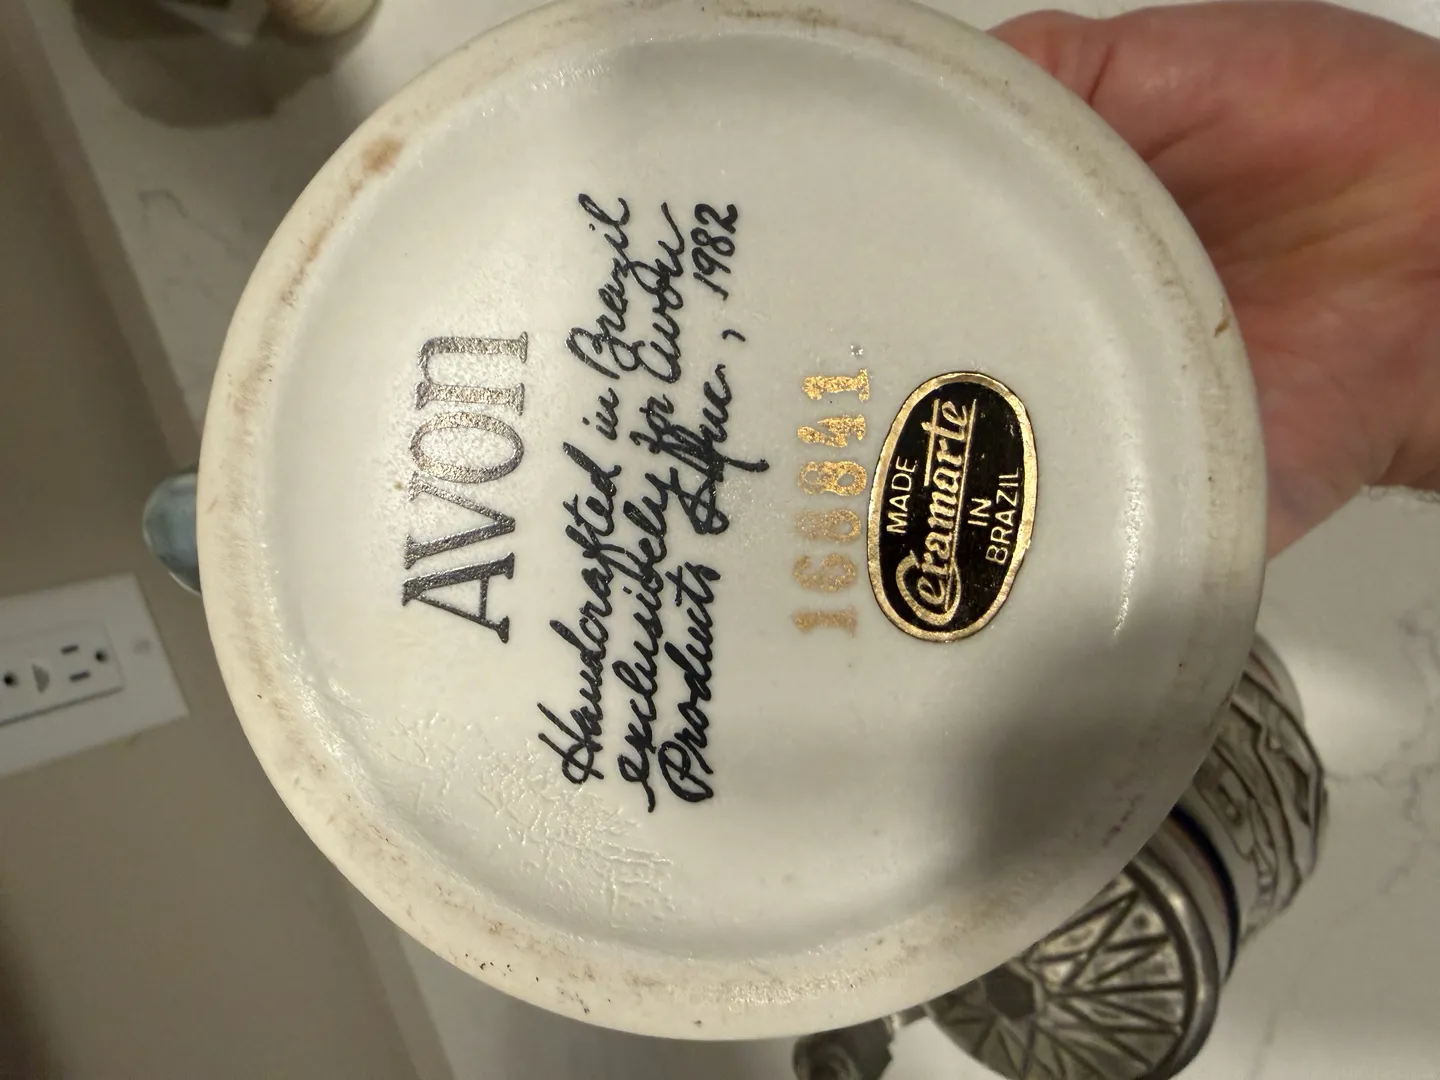 AVON
Handcrafted in Brazil
exclusively for Avon
Products Inc., 1982
168841.
MADE
Ceramarte
IN
BRAZIL